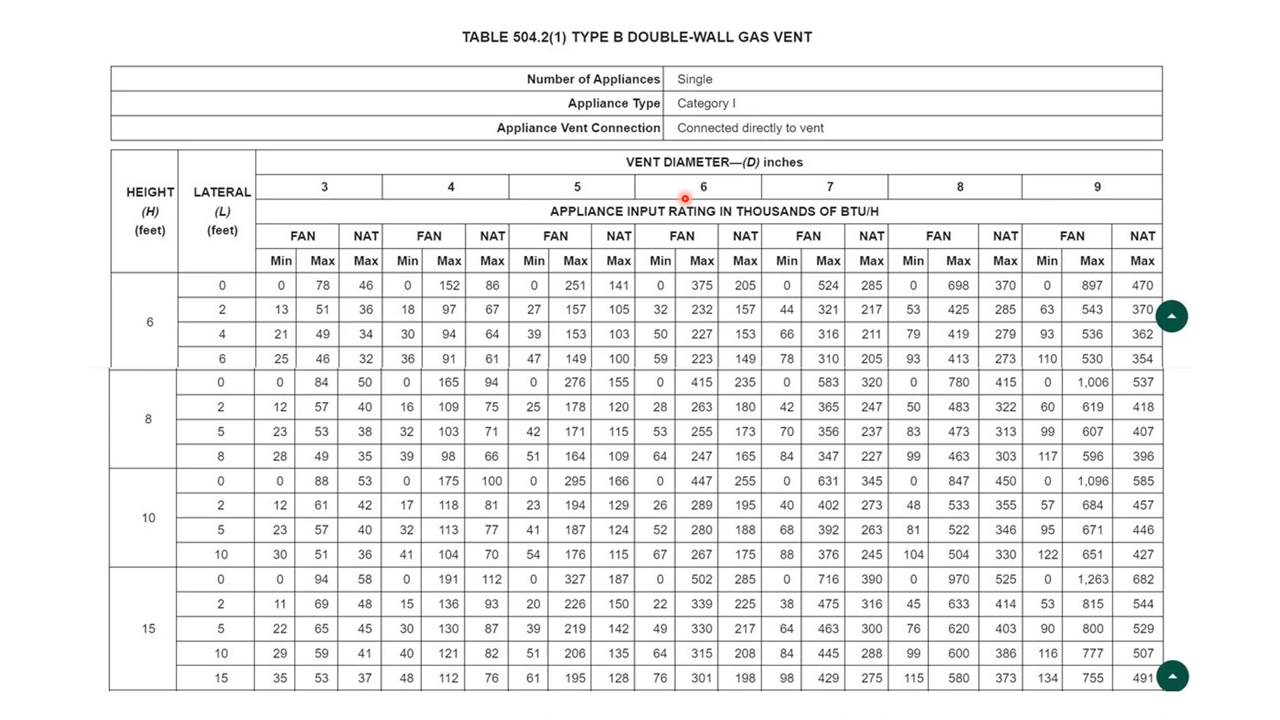 TABLE 504.2(1) TYPE B DOUBLE-WALL GAS VENT
Number of Appliances Single
Appliance Type Category I
Appliance Vent Connection Connected directly to vent
HEIGHT (H) (feet) LATERAL (L) (feet) VENT DIAMETER—(D) inches
3 4 5 6 7 8 9
APPLIANCE INPUT RATING IN THOUSANDS OF BTU/H
FAN NAT FAN NAT FAN NAT FAN NAT FAN NAT FAN NAT FAN NAT
Min Max Max Min Max Max Min Max Max Min Max Max Min Max Max Min Max Max Min Max Max
6
0 0 78 46 0 152 86 0 251 141 0 375 205 0 524 285 0 698 370 0 897 470
2 13 51 36 18 97 67 27 157 105 32 232 157 44 321 217 53 425 285 63 543 370
4 21 49 34 30 94 64 39 153 103 50 227 153 66 316 211 79 419 279 93 536 362
6 25 46 32 36 91 61 47 149 100 59 223 149 78 310 205 93 413 273 110 530 354
8
0 0 84 50 0 165 94 0 276 155 0 415 235 0 583 320 0 780 415 0 1,006 537
2 12 57 40 16 109 75 25 178 120 28 263 180 42 365 247 50 483 322 60 619 418
5 23 53 38 32 103 71 42 171 115 53 255 173 70 356 237 83 473 313 99 607 407
8 28 49 35 39 98 66 51 164 109 64 247 165 84 347 227 99 463 303 117 596 396
10
0 0 88 53 0 175 100 0 295 166 0 447 255 0 631 345 0 847 450 0 1,096 585
2 12 61 42 17 118 81 23 194 129 26 289 195 40 402 273 48 533 355 57 684 457
5 23 57 40 32 113 77 41 187 124 52 280 188 68 392 263 81 522 346 95 671 446
10 30 51 36 41 104 70 54 176 115 67 267 175 88 376 245 104 504 330 122 651 427
15
0 0 94 58 0 191 112 0 327 187 0 502 285 0 716 390 0 970 525 0 1,263 682
2 11 69 48 15 136 93 20 226 150 22 339 225 38 475 316 45 633 414 53 815 544
5 22 65 45 30 130 87 39 219 142 49 330 217 64 463 300 76 620 403 90 800 529
10 29 59 41 40 121 82 51 206 135 64 315 208 84 445 288 99 600 386 116 777 507
15 35 53 37 48 112 76 61 195 128 76 301 198 98 429 275 115 580 373 134 755 491